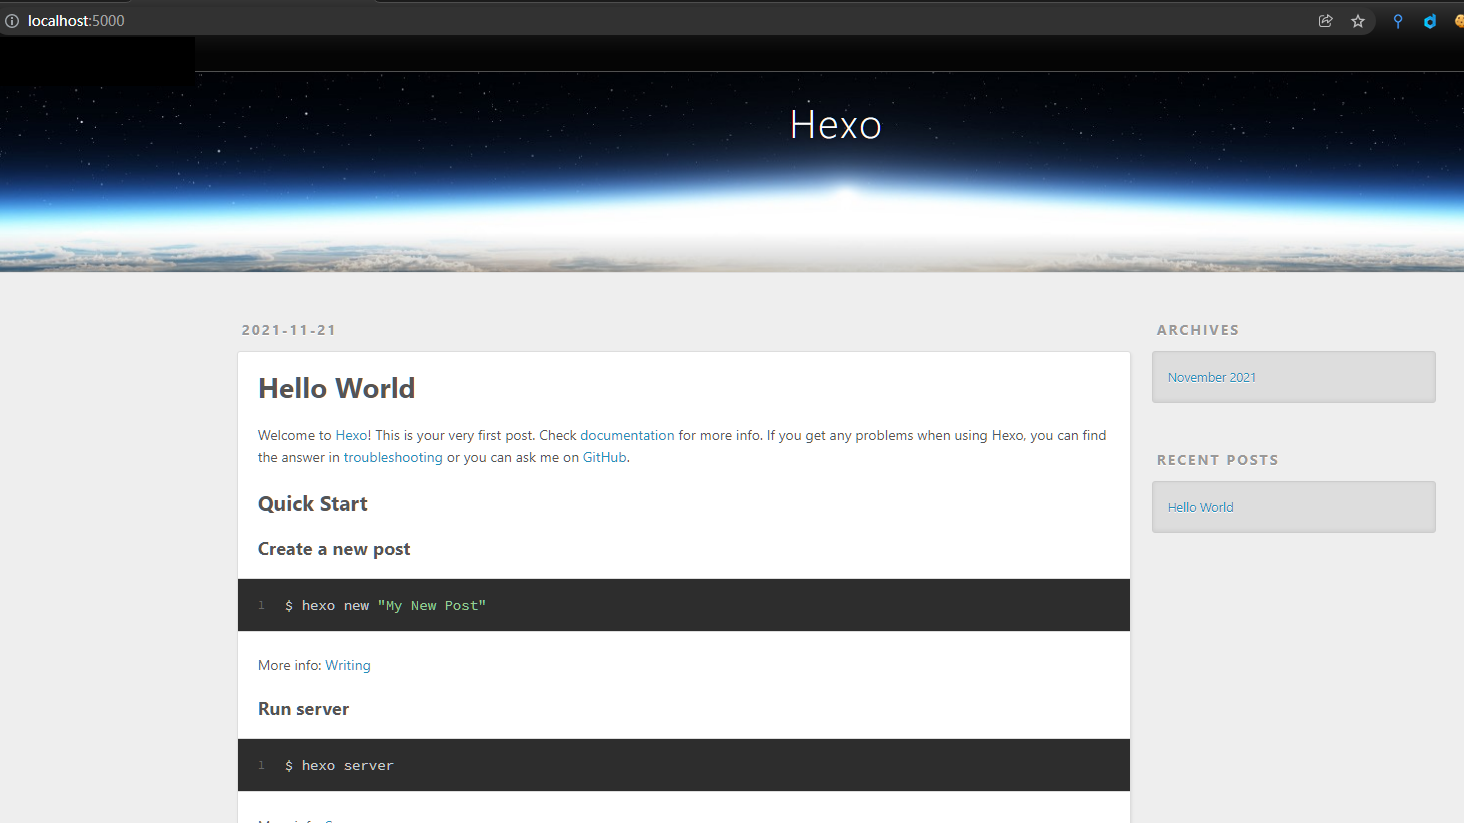 localhost:5000
Hexo
2021-11-21
Hello World
Welcome to Hexo! This is your very first post. Check documentation for more info. If you get any problems when using Hexo, you can find
the answer in troubleshooting or you can ask me on GitHub.
Quick Start
Create a new post
1 $ hexo new "My New Post"
More info: Writing
Run server
1 $ hexo server
ARCHIVES
November 2021
RECENT POSTS
Hello World